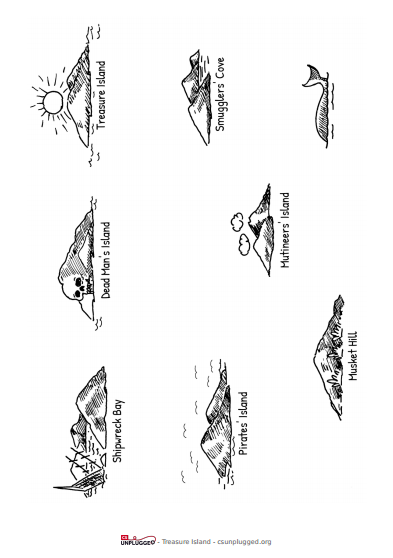 Treasure Island
Smugglers' Cove
Dead Man's Island
Mutineers' Island
Shipwreck Bay
Pirates' Island
Musket Hill
CS UNPLUGGED - Treasure Island - csunplugged.org